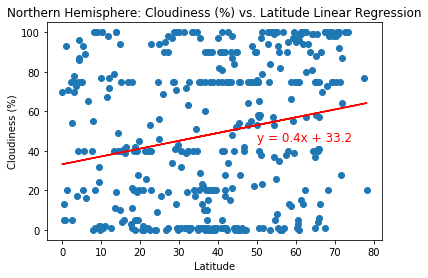 Northern Hemisphere: Cloudiness (%) vs. Latitude Linear Regression
100
80
60
40
20
0
Cloudiness (%)
y = 0.4x + 33.2
0 10 20 30 40 50 60 70 80
Latitude